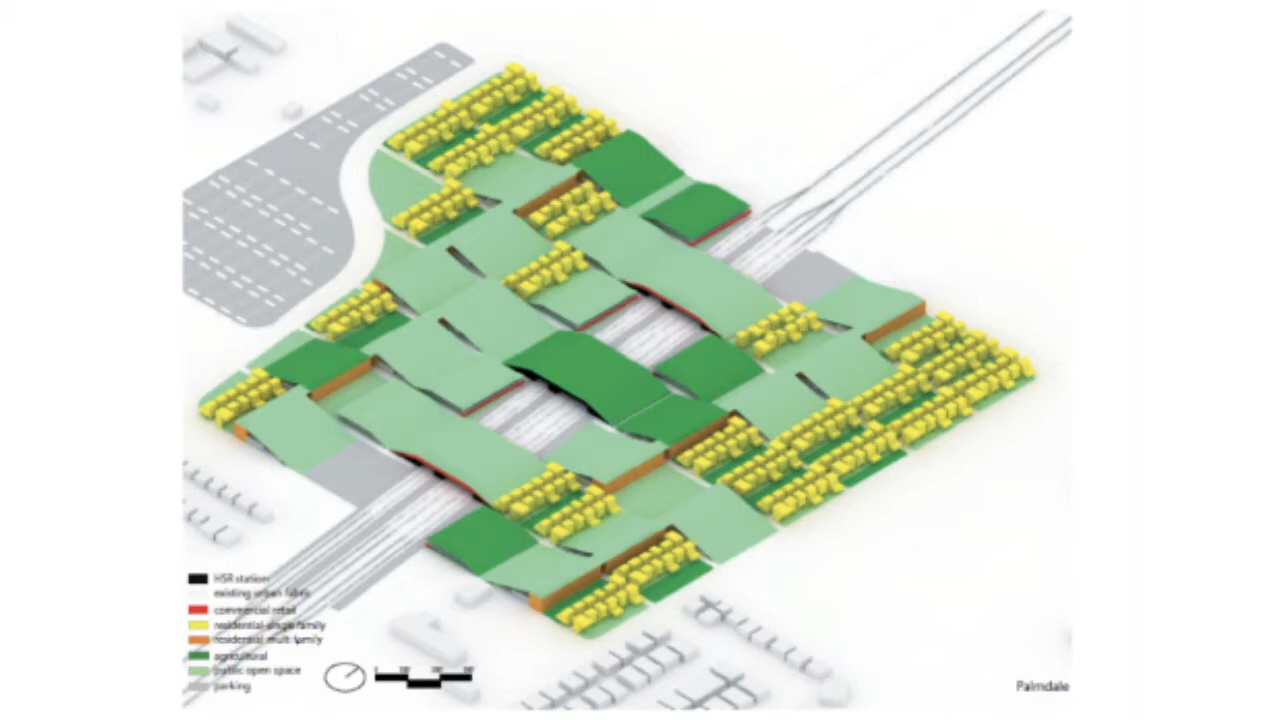 HSR station
existing urban fabric
commercial retail
residential single family
residential multi family
agricultural
public open space
parking
Palmdale